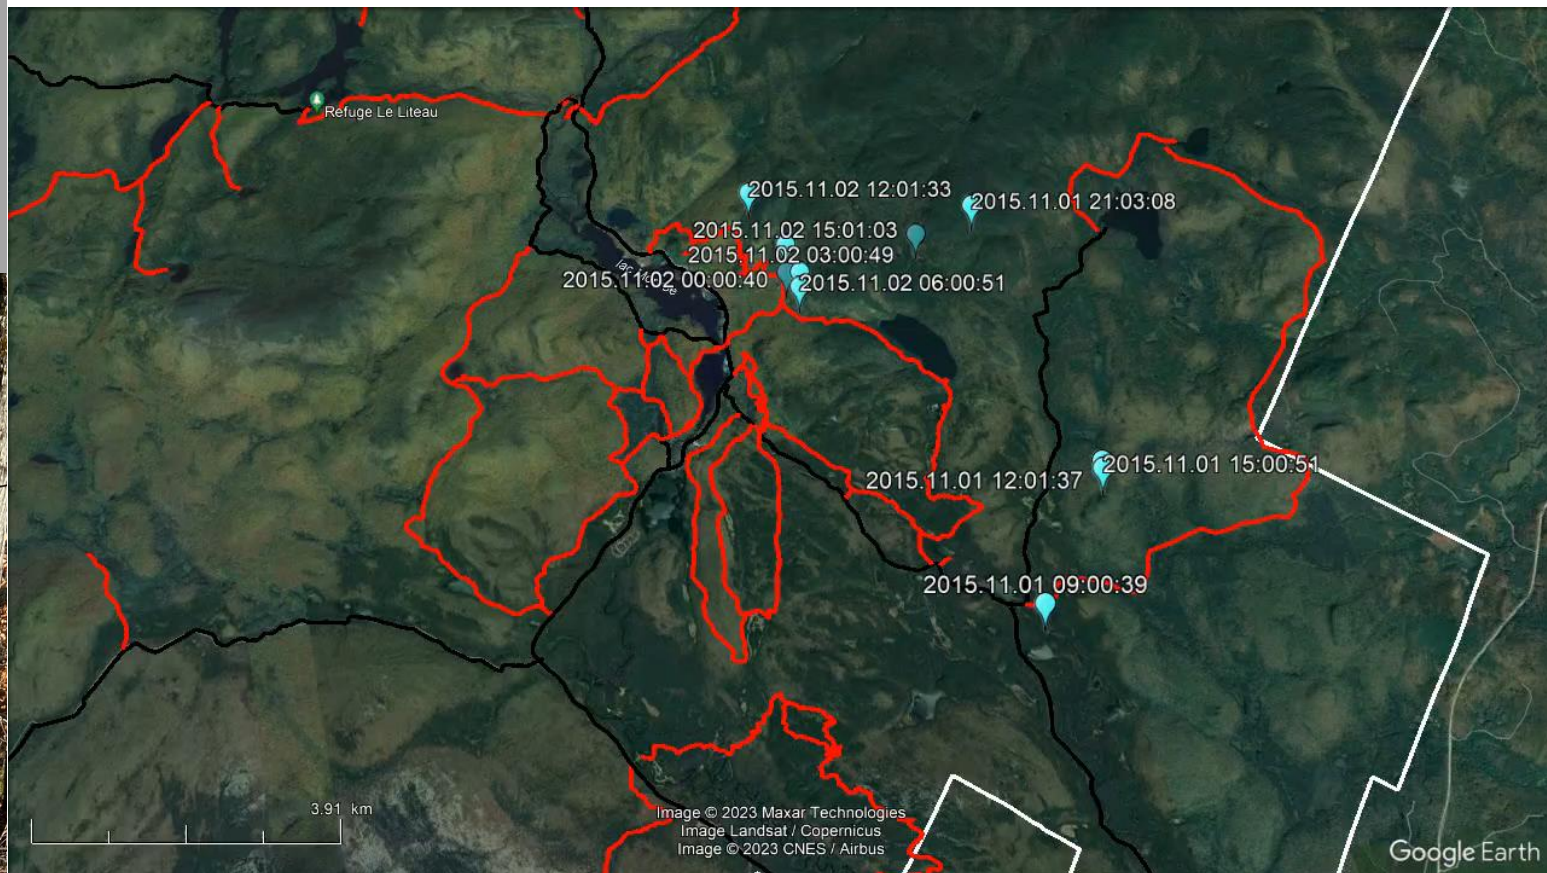 Refuge Le Liteau
2015.11.02 12:01:33
2015.11.01 21:03:08
2015.11.02 15:01:03
2015.11.02 03:00:49
2015.11.02 00:00:40
2015.11.02 06:00:51
lac
2015.11.01 15:00:51
2015.11.01 12:01:37
2015.11.01 09:00:39
3.91 km
Image © 2023 Maxar Technologies
Image Landsat / Copernicus
Image © 2023 CNES / Airbus
Google Earth